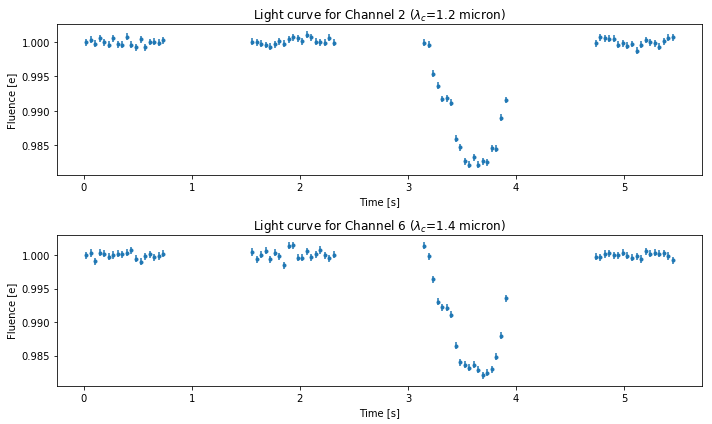 Light curve for Channel 2 (λc=1.2 micron)
1.000
0.995
0.990
0.985
Fluence [e]
0 1 2 3 4 5
Time [s]
Light curve for Channel 6 (λc=1.4 micron)
1.000
0.995
0.990
0.985
Fluence [e]
0 1 2 3 4 5
Time [s]